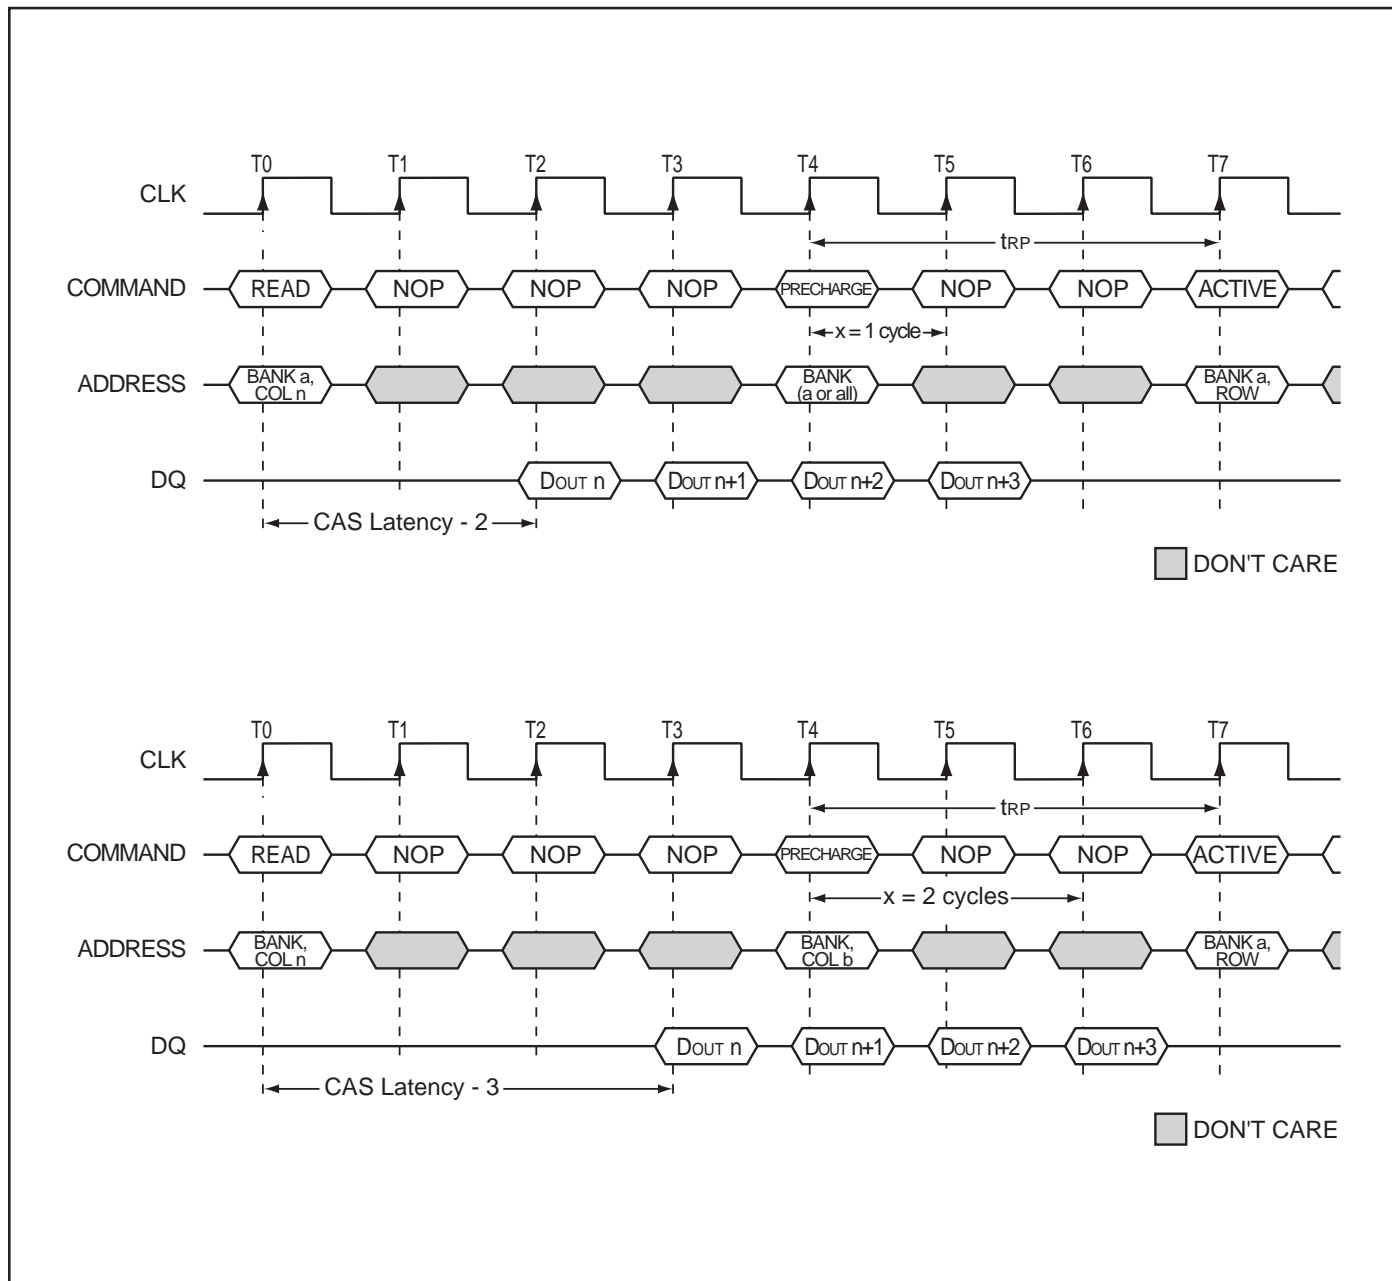 T0 T1 T2 T3 T4 T5 T6 T7
CLK
tRP
COMMAND READ NOP NOP NOP PRECHARGE NOP NOP ACTIVE
x = 1 cycle
ADDRESS BANK a, COL n BANK (a or all) BANK a, ROW
DQ DOUT n DOUT n+1 DOUT n+2 DOUT n+3
CAS Latency - 2
DON'T CARE
T0 T1 T2 T3 T4 T5 T6 T7
CLK
tRP
COMMAND READ NOP NOP NOP PRECHARGE NOP NOP ACTIVE
x = 2 cycles
ADDRESS BANK, COL n BANK, COL b BANK a, ROW
DQ DOUT n DOUT n+1 DOUT n+2 DOUT n+3
CAS Latency - 3
DON'T CARE